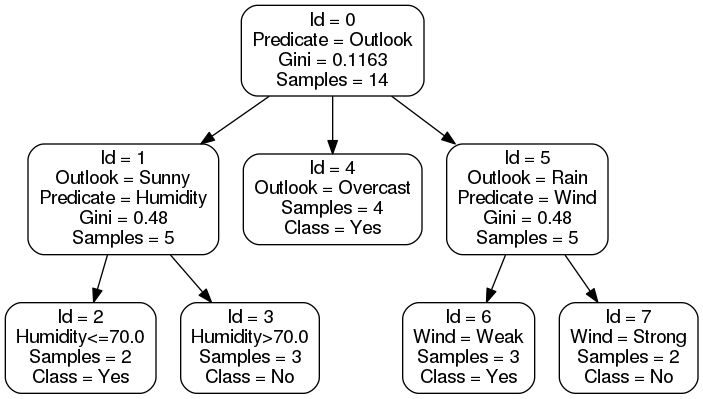 Id = 0
Predicate = Outlook
Gini = 0.1163
Samples = 14
Id = 1
Outlook = Sunny
Predicate = Humidity
Gini = 0.48
Samples = 5
Id = 4
Outlook = Overcast
Samples = 4
Class = Yes
Id = 5
Outlook = Rain
Predicate = Wind
Gini = 0.48
Samples = 5
Id = 2
Humidity<=70.0
Samples = 2
Class = Yes
Id = 3
Humidity>70.0
Samples = 3
Class = No
Id = 6
Wind = Weak
Samples = 3
Class = Yes
Id = 7
Wind = Strong
Samples = 2
Class = No